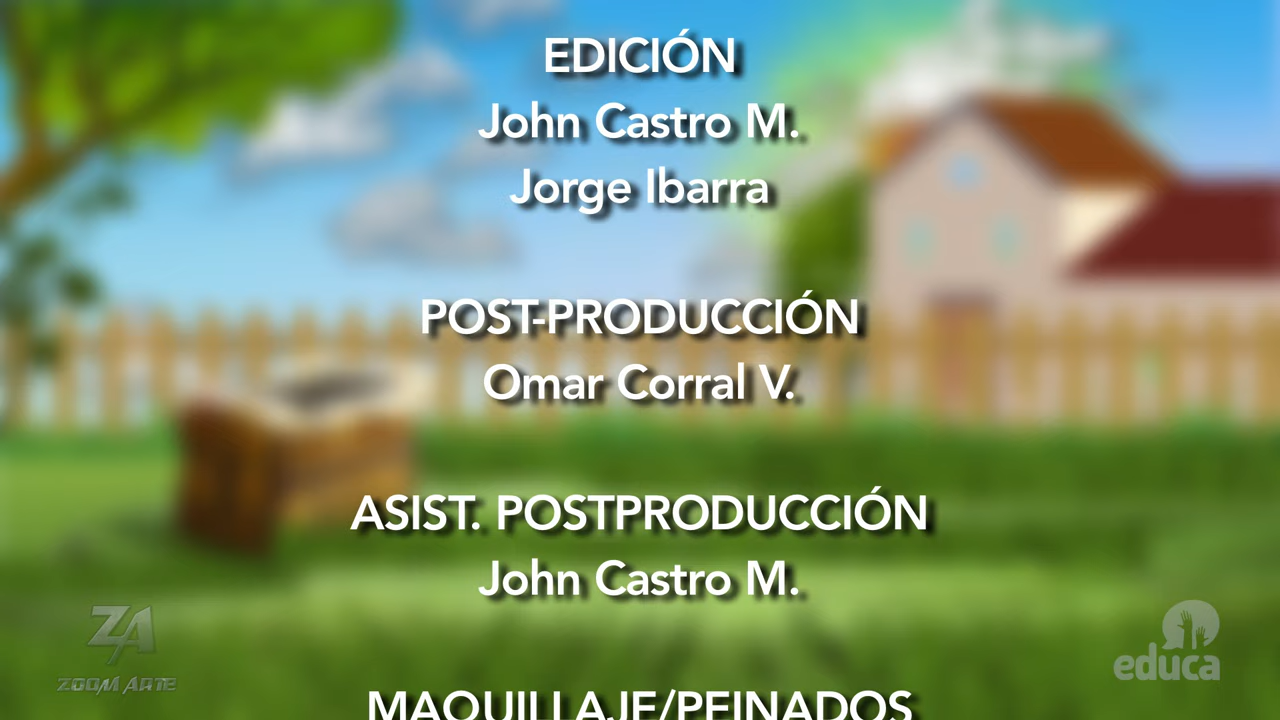 EDICIÓN
John Castro M.
Jorge Ibarra
POST-PRODUCCIÓN
Omar Corral V.
ASIST. POSTPRODUCCIÓN
John Castro M.
ZA
ZOOM ARTE
educa
MAQUILLAJE/PEINADOS